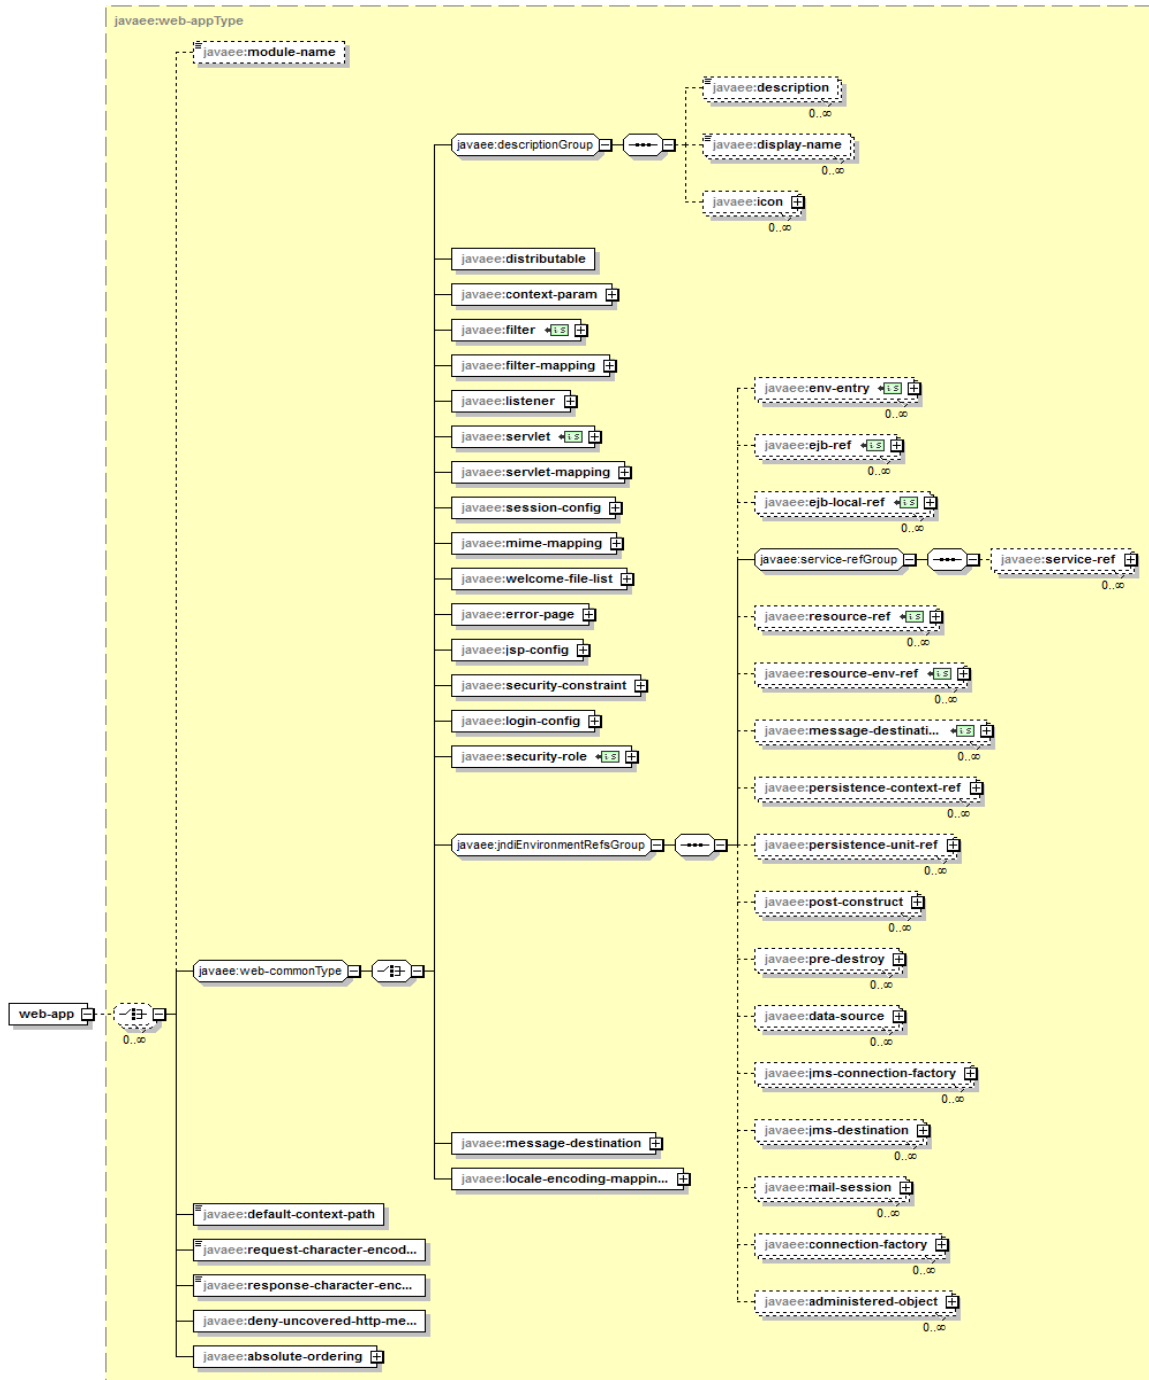 javaee:web-appType
javaee:module-name
javaee:description
0..∞
javaee:descriptionGroup
javaee:display-name
0..∞
javaee:icon
0..∞
javaee:distributable
javaee:context-param
javaee:filter
javaee:filter-mapping
javaee:listener
javaee:servlet
javaee:servlet-mapping
javaee:session-config
javaee:mime-mapping
javaee:welcome-file-list
javaee:error-page
javaee:jsp-config
javaee:security-constraint
javaee:login-config
javaee:security-role
javaee:env-entry
0..∞
javaee:ejb-ref
0..∞
javaee:ejb-local-ref
0..∞
javaee:service-refGroup
javaee:service-ref
0..∞
javaee:resource-ref
0..∞
javaee:resource-env-ref
0..∞
javaee:message-destinati...
0..∞
javaee:persistence-context-ref
0..∞
javaee:jndiEnvironmentRefsGroup
javaee:persistence-unit-ref
0..∞
javaee:post-construct
0..∞
javaee:pre-destroy
0..∞
javaee:web-commonType
web-app
0..∞
javaee:data-source
0..∞
javaee:jms-connection-factory
0..∞
javaee:jms-destination
0..∞
javaee:message-destination
javaee:locale-encoding-mappin...
javaee:mail-session
0..∞
javaee:default-context-path
javaee:request-character-encod...
javaee:connection-factory
0..∞
javaee:response-character-enc...
javaee:administered-object
0..∞
javaee:deny-uncovered-http-me...
javaee:absolute-ordering